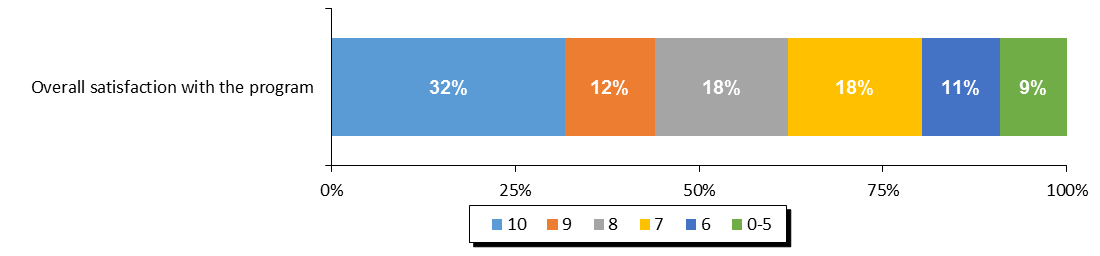 Overall satisfaction with the program
32% 12% 18% 18% 11% 9%
0% 25% 50% 75% 100%
10 9 8 7 6 0-5